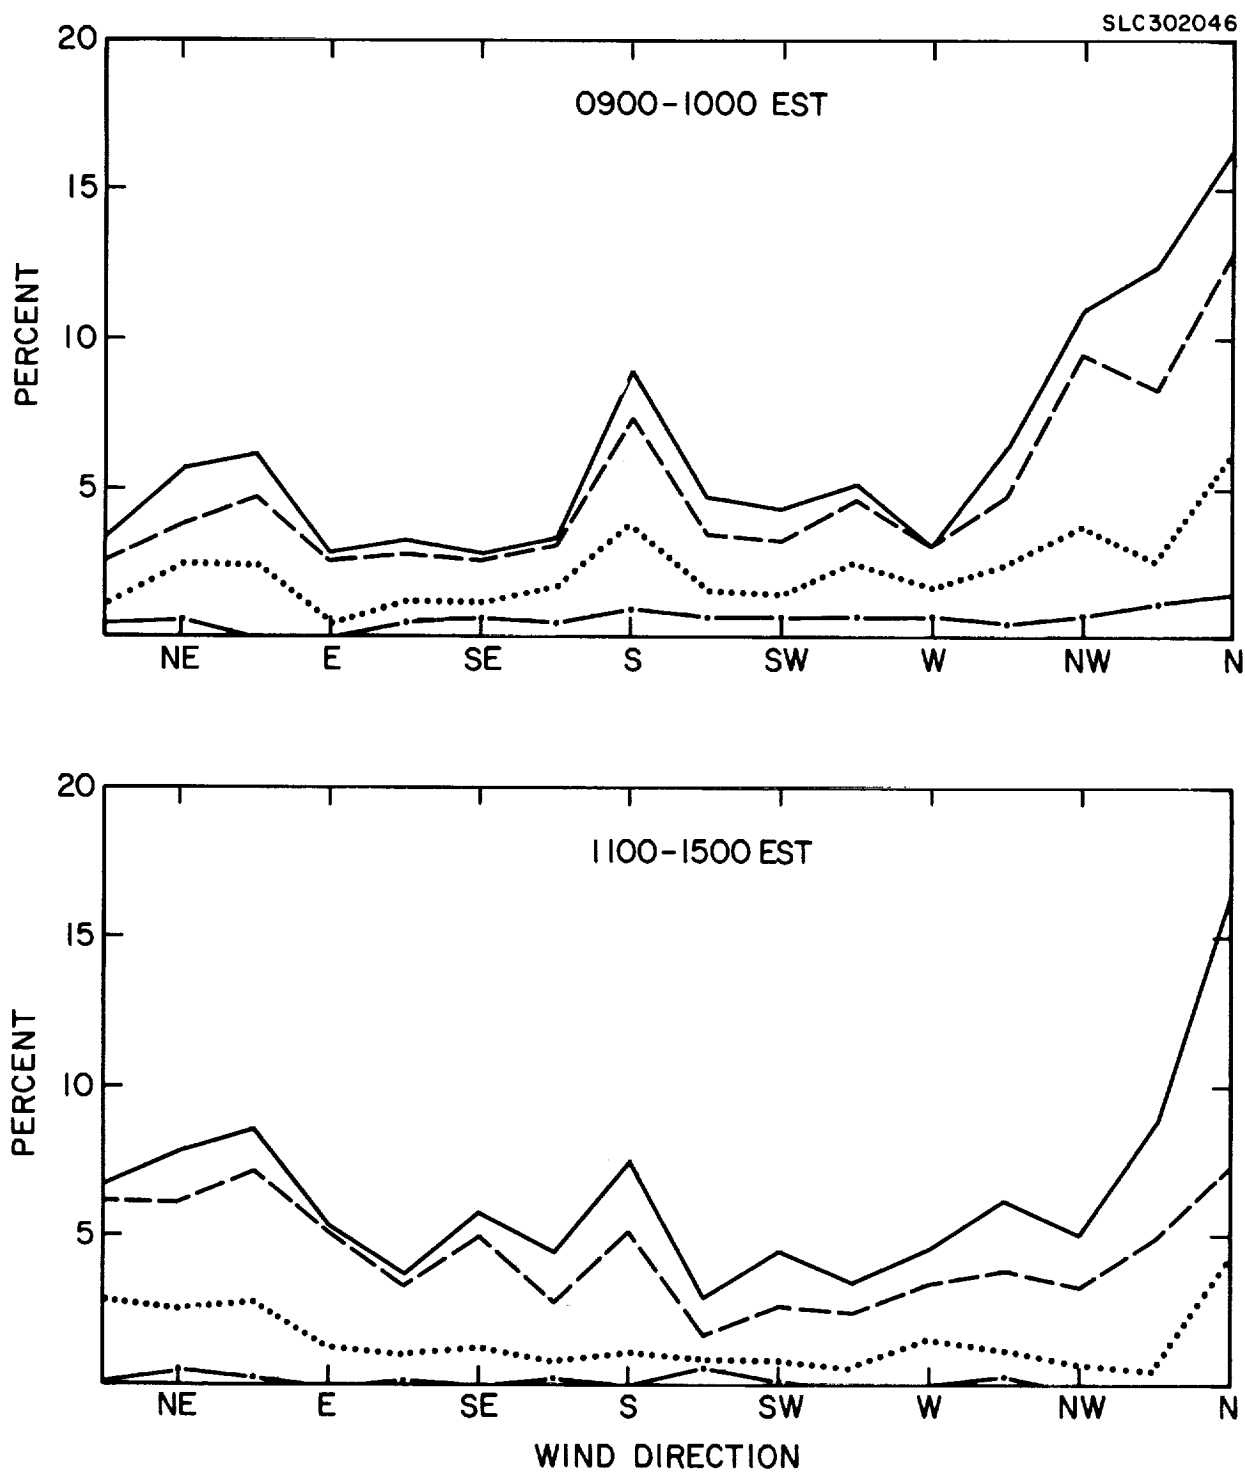 SLC302046
20
0900-1000 EST
15
PERCENT
10
5
NE E SE S SW W NW N
20
1100-1500 EST
15
PERCENT
10
5
NE E SE S SW W NW N
WIND DIRECTION